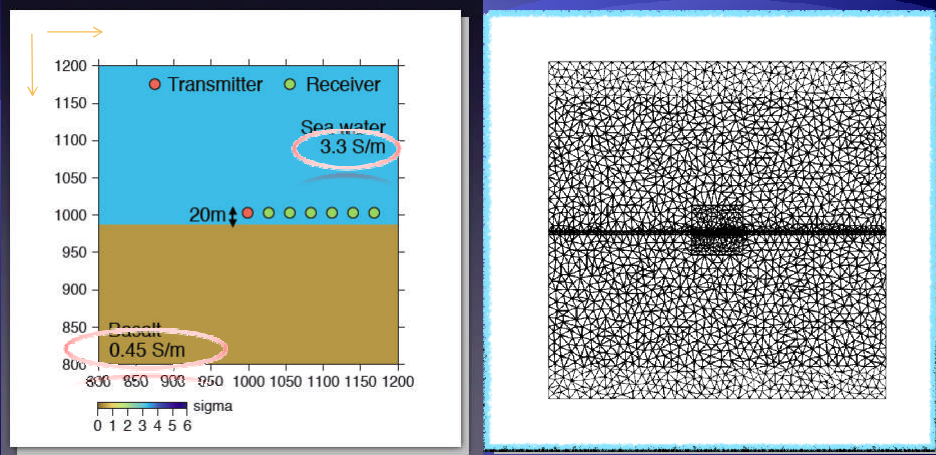 1200
Transmitter Receiver
1150
Sea water
1100
3.3 S/m
1050
1000
20m
950
900
850
Basalt
0.45 S/m
800
800 850 900 950 1000 1050 1100 1150 1200
sigma
0 1 2 3 4 5 6